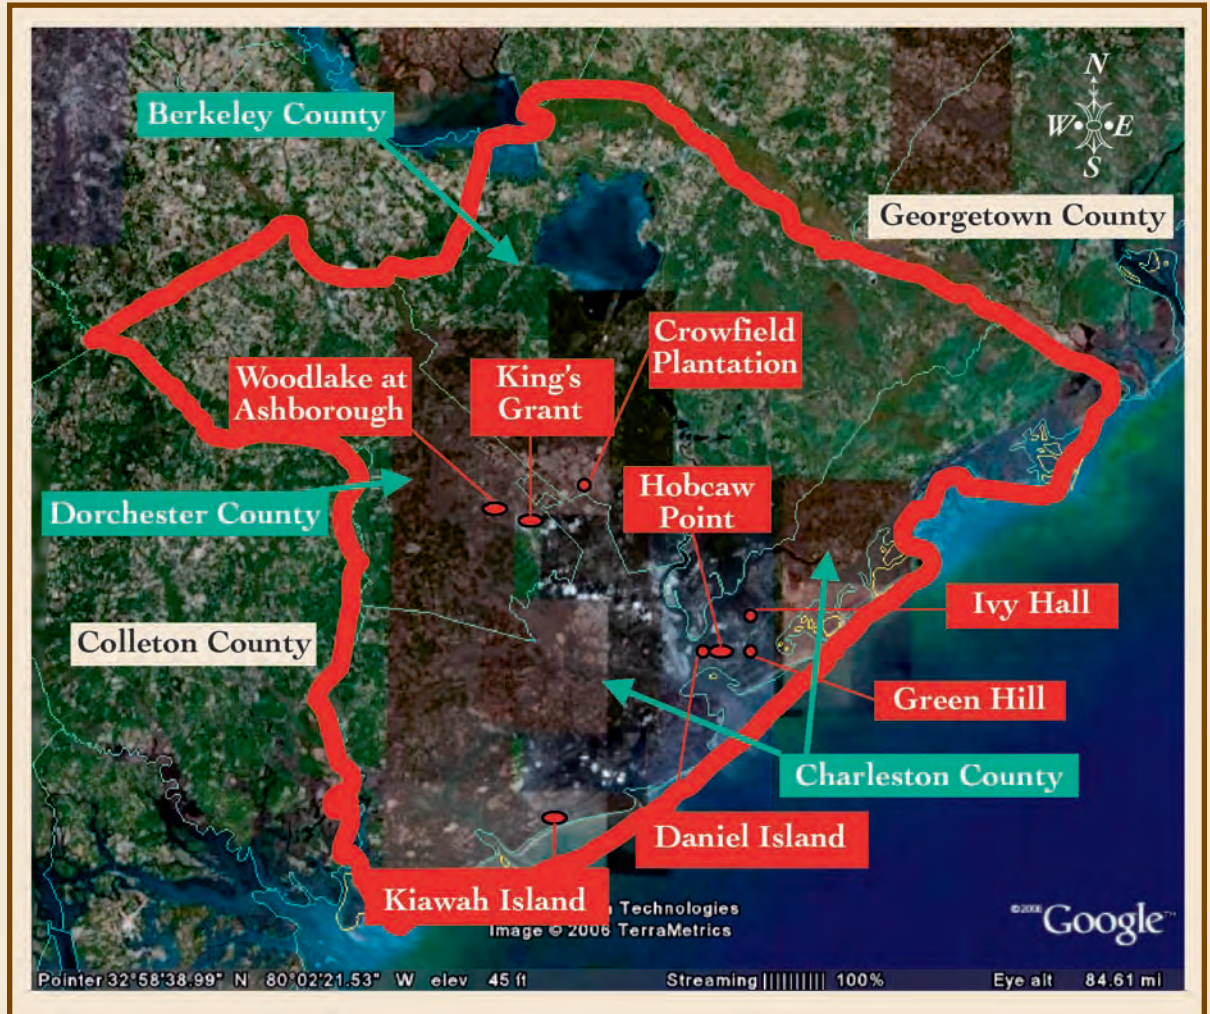 N
Berkeley County
W E
S
Georgetown County
Crowfield
Plantation
Woodlake at
Ashborough
King's
Grant
Hobcaw
Point
Dorchester County
Ivy Hall
Colleton County
Green Hill
Charleston County
Daniel Island
Kiawah Island
Technologies
Image © 2006 TerraMetrics
©2006 Google™
Pointer 32°58'38.99" N 80°02'21.53" W elev 45 ft Streaming |||||||||| 100% Eye alt 84.61 mi